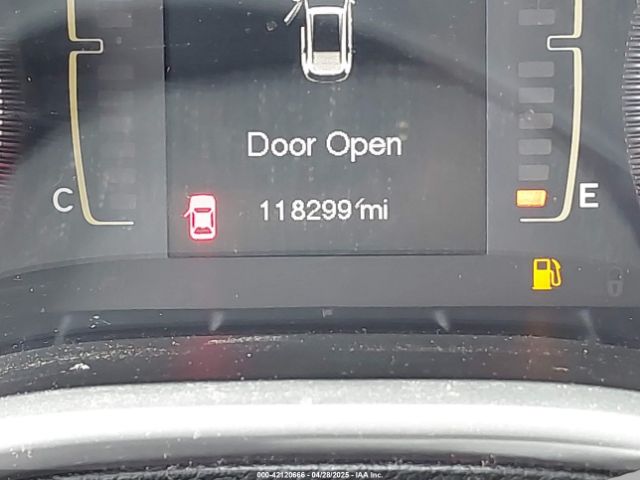 Door Open
C
118299 mi
E
000-42120666 - 04/28/2025 - IAA Inc.